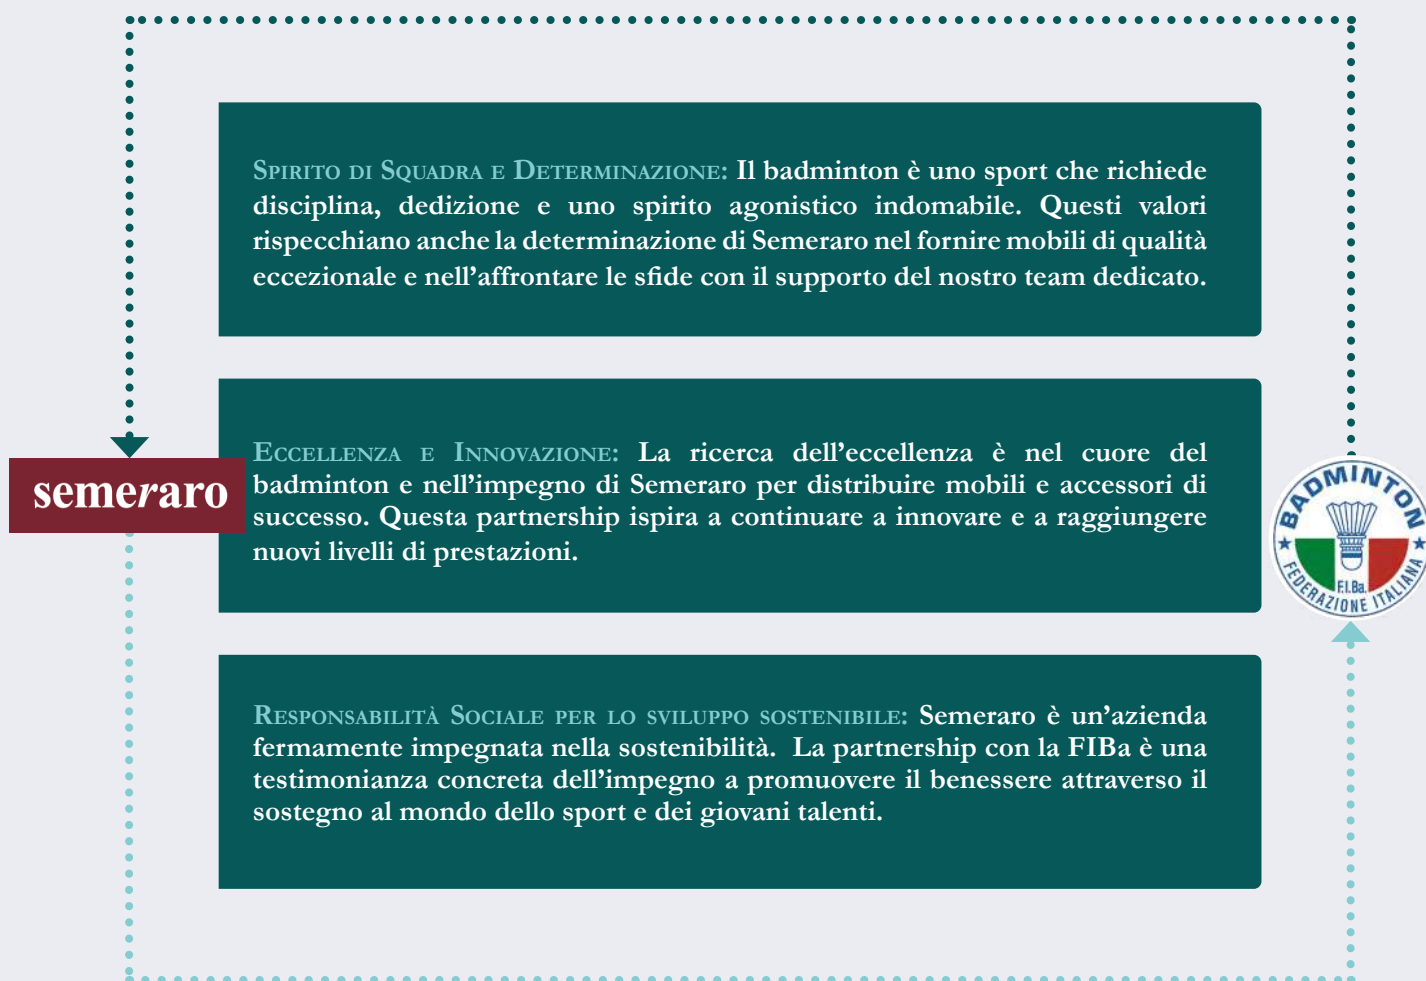 Spirito di Squadra e Determinazione: Il badminton è uno sport che richiede
disciplina, dedizione e uno spirito agonistico indomabile. Questi valori
rispecchiano anche la determinazione di Semeraro nel fornire mobili di qualità
eccezionale e nell’affrontare le sfide con il supporto del nostro team dedicato.
semeraro
Eccellenza e Innovazione: La ricerca dell’eccellenza è nel cuore del
badminton e nell’impegno di Semeraro per distribuire mobili e accessori di
successo. Questa partnership ispira a continuare a innovare e a raggiungere
nuovi livelli di prestazioni.
BADMINTON
F.I.Ba.
FEDERAZIONE ITALIANA
Responsabilità Sociale per lo sviluppo sostenibile: Semeraro è un’azienda
fermamente impegnata nella sostenibilità. La partnership con la FIBa è una
testimonianza concreta dell’impegno a promuovere il benessere attraverso il
sostegno al mondo dello sport e dei giovani talenti.